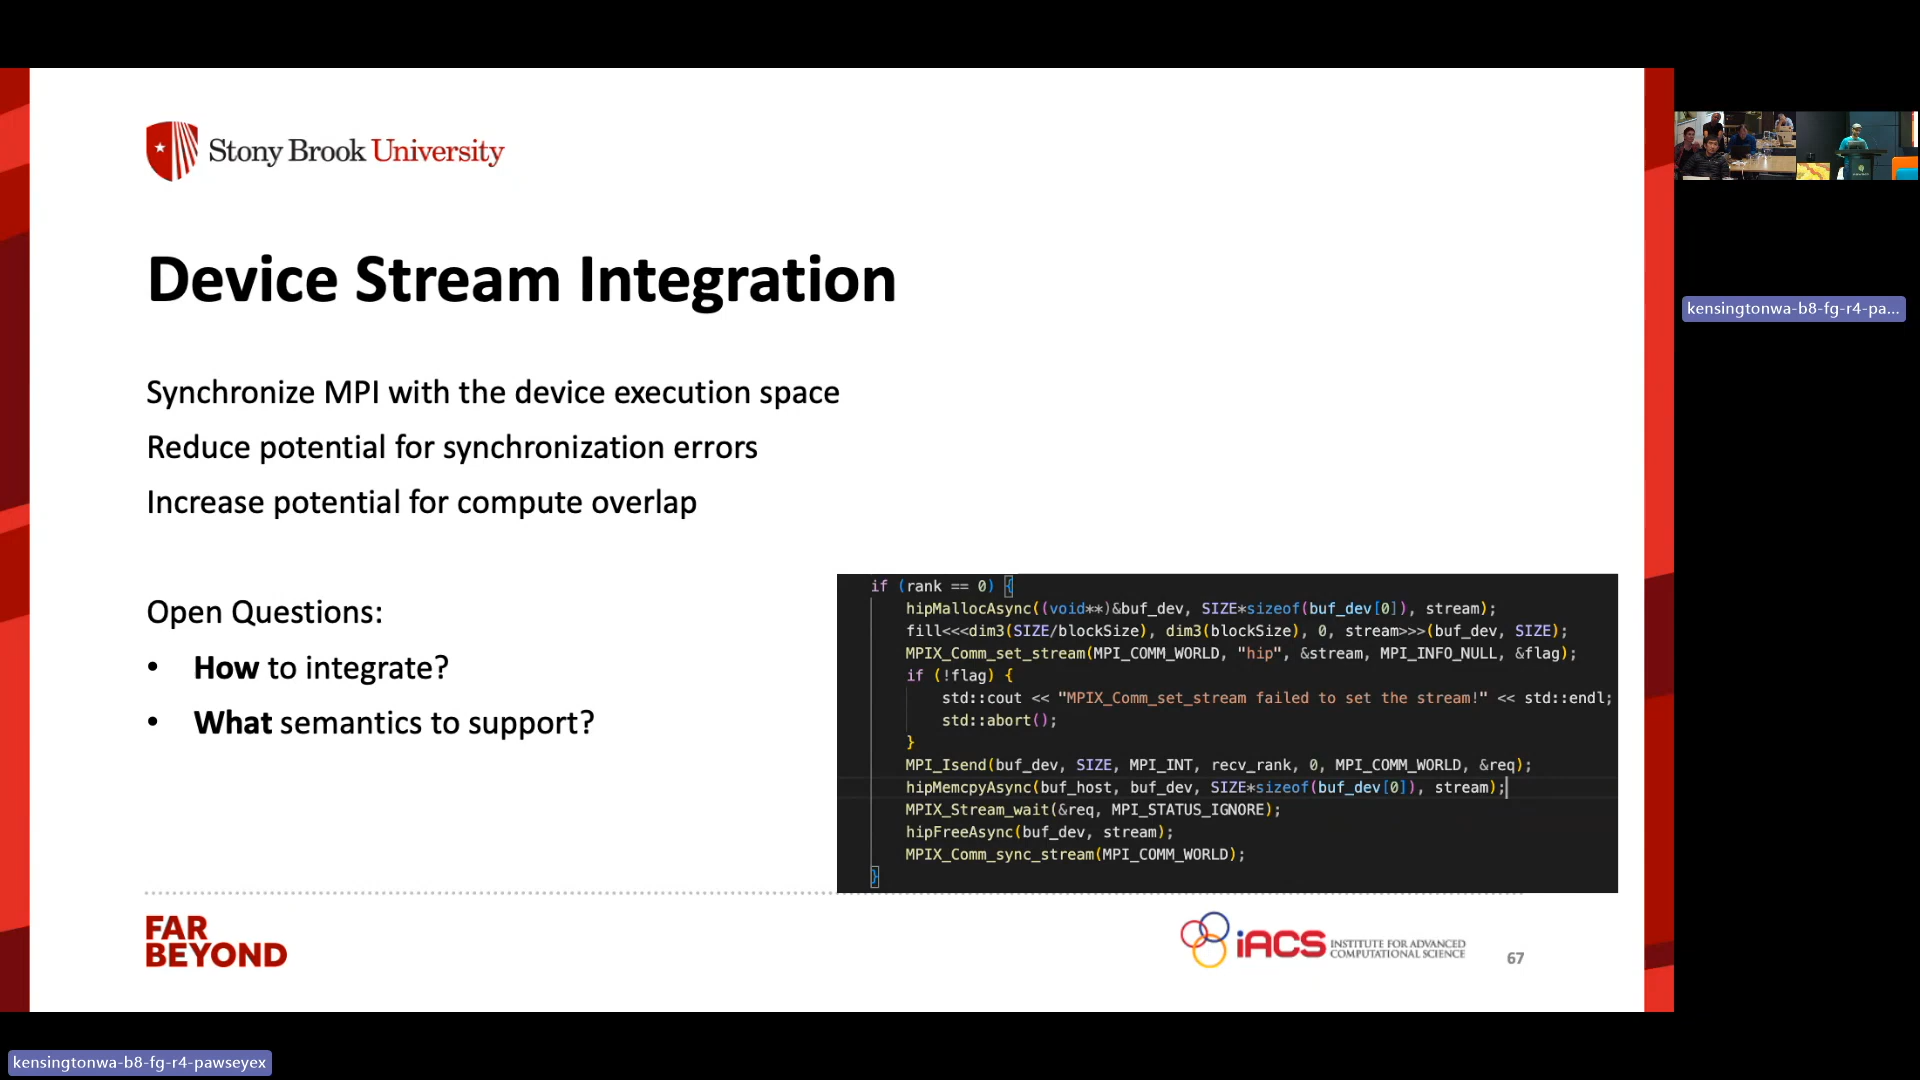 Stony Brook University
Device Stream Integration
Synchronize MPI with the device execution space
Reduce potential for synchronization errors
Increase potential for compute overlap
Open Questions:
• How to integrate?
• What semantics to support?
if (rank == 0) {
hipMallocAsync((void**)&buf_dev, SIZE*sizeof(buf_dev[0]), stream);
fill<<<dim3(SIZE/blockSize), dim3(blockSize), 0, stream>>>(buf_dev, SIZE);
MPIX_Comm_set_stream(MPI_COMM_WORLD, "hip", &stream, MPI_INFO_NULL, &flag);
if (!flag) {
std::cout << "MPIX_Comm_set_stream failed to set the stream!" << std::endl;
std::abort();
}
MPI_Isend(buf_dev, SIZE, MPI_INT, recv_rank, 0, MPI_COMM_WORLD, &req);
hipMemcpyAsync(buf_host, buf_dev, SIZE*sizeof(buf_dev[0]), stream);
MPIX_Stream_wait(&req, MPI_STATUS_IGNORE);
hipFreeAsync(buf_dev, stream);
MPIX_Comm_sync_stream(MPI_COMM_WORLD);
}
FAR
BEYOND
iACS
INSTITUTE FOR ADVANCED
COMPUTATIONAL SCIENCE
67
kensingtonwa-b8-fg-r4-pa...
kensingtonwa-b8-fg-r4-pawseyex